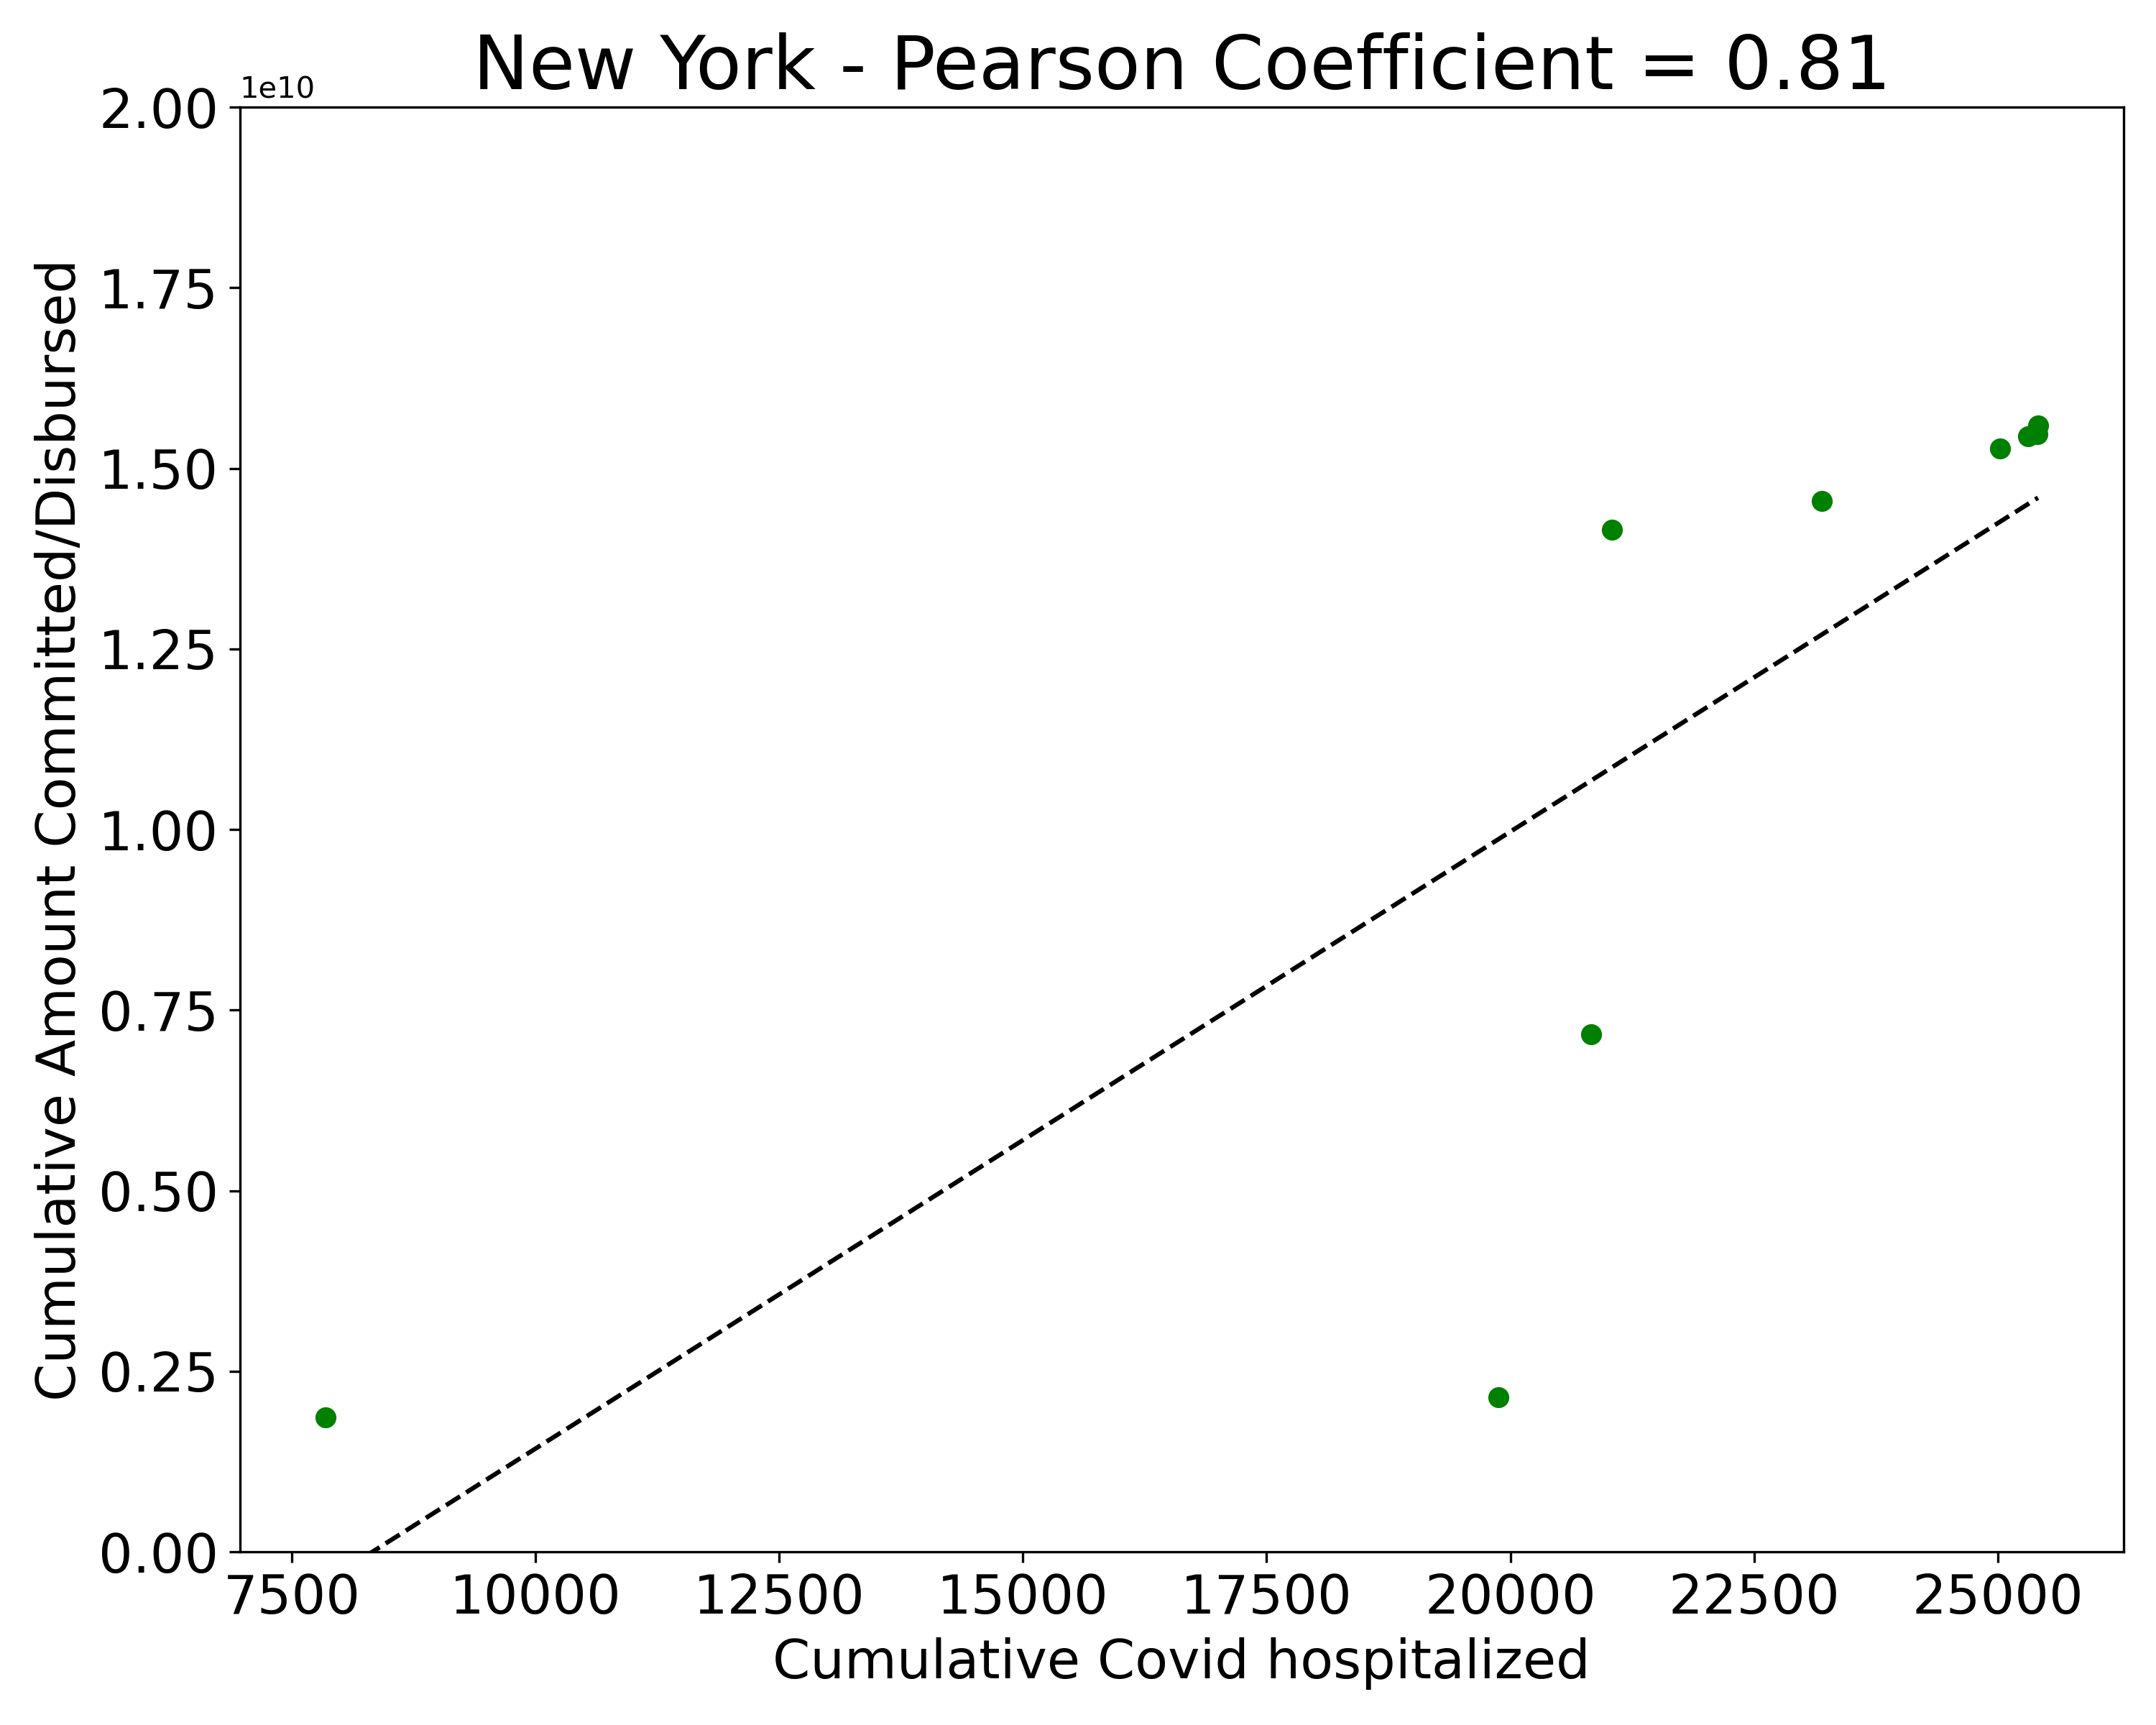 New York - Pearson Coefficient = 0.81
1e10
2.00
1.75
1.50
1.25
1.00
0.75
0.50
0.25
0.00
Cumulative Amount Committed/Disbursed
7500 10000 12500 15000 17500 20000 22500 25000
Cumulative Covid hospitalized